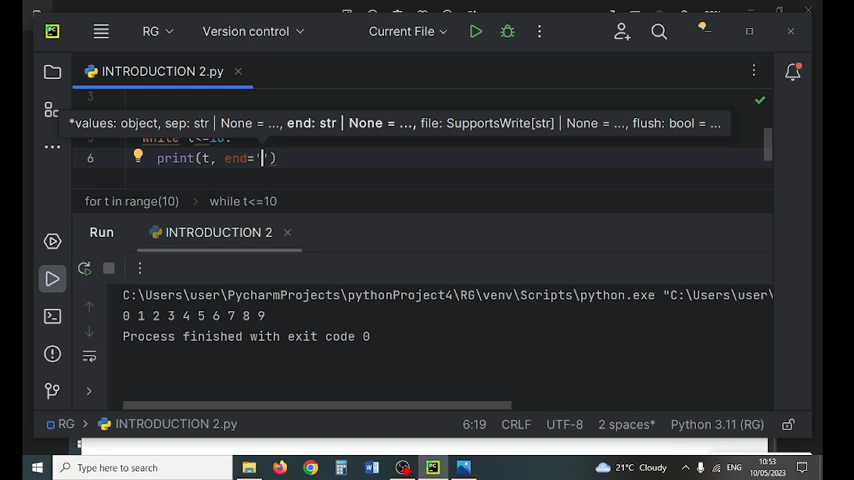 RG
Version control
Current File
INTRODUCTION 2.py
3
*values: object, sep: str | None = ..., end: str | None = ..., file: SupportsWrite[str] | None = ..., flush: bool = ...
while t<=10:
6 print(t, end='')
for t in range(10) > while t<=10
Run
INTRODUCTION 2
C:\Users\user\PycharmProjects\pythonProject4\RG\venv\Scripts\python.exe "C:\Users\user\
0 1 2 3 4 5 6 7 8 9
Process finished with exit code 0
RG > INTRODUCTION 2.py
6:19 CRLF UTF-8 2 spaces* Python 3.11 (RG)
Type here to search
21°C Cloudy
ENG
10:53
10/05/2023